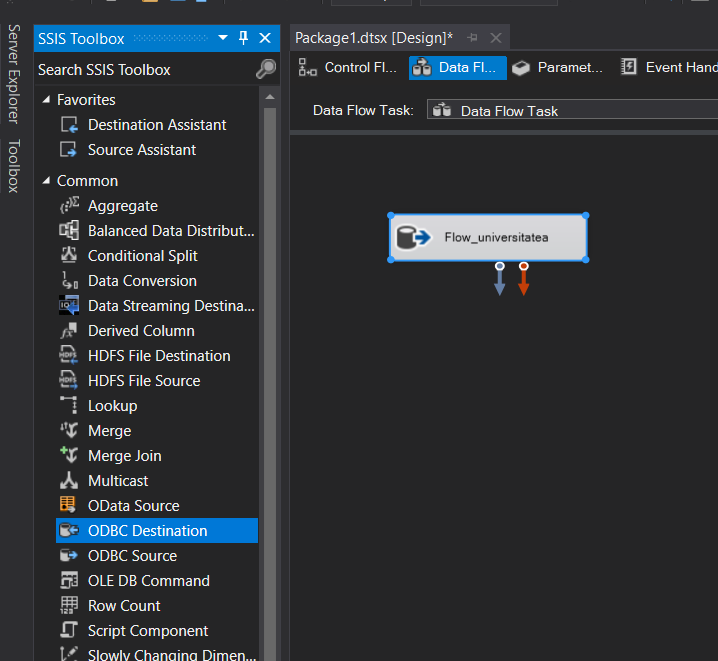 Server Explorer
Toolbox
SSIS Toolbox
Search SSIS Toolbox
Favorites
Destination Assistant
Source Assistant
Common
Aggregate
Balanced Data Distribut...
Conditional Split
Data Conversion
Data Streaming Destina...
Derived Column
HDFS File Destination
HDFS File Source
Lookup
Merge
Merge Join
Multicast
OData Source
ODBC Destination
ODBC Source
OLE DB Command
Row Count
Script Component
Slowly Changing Dimen...
Package1.dtsx [Design]*
Control Fl...
Data Fl...
Paramet...
Event Hand
Data Flow Task:
Data Flow Task
Flow_universitatea